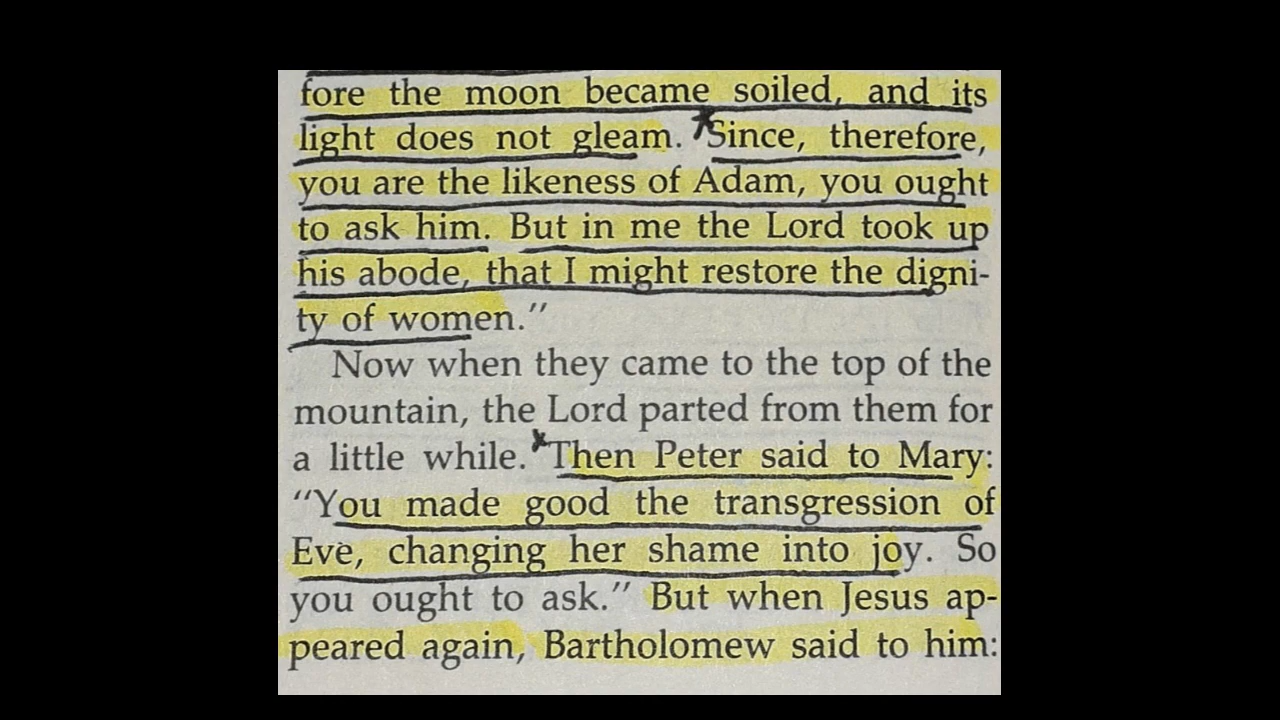 fore the moon became soiled, and its
light does not gleam. Since, therefore,
you are the likeness of Adam, you ought
to ask him. But in me the Lord took up
his abode, that I might restore the digni-
ty of women.”
Now when they came to the top of the
mountain, the Lord parted from them for
a little while. Then Peter said to Mary:
“You made good the transgression of
Eve, changing her shame into joy. So
you ought to ask.” But when Jesus ap-
peared again, Bartholomew said to him: